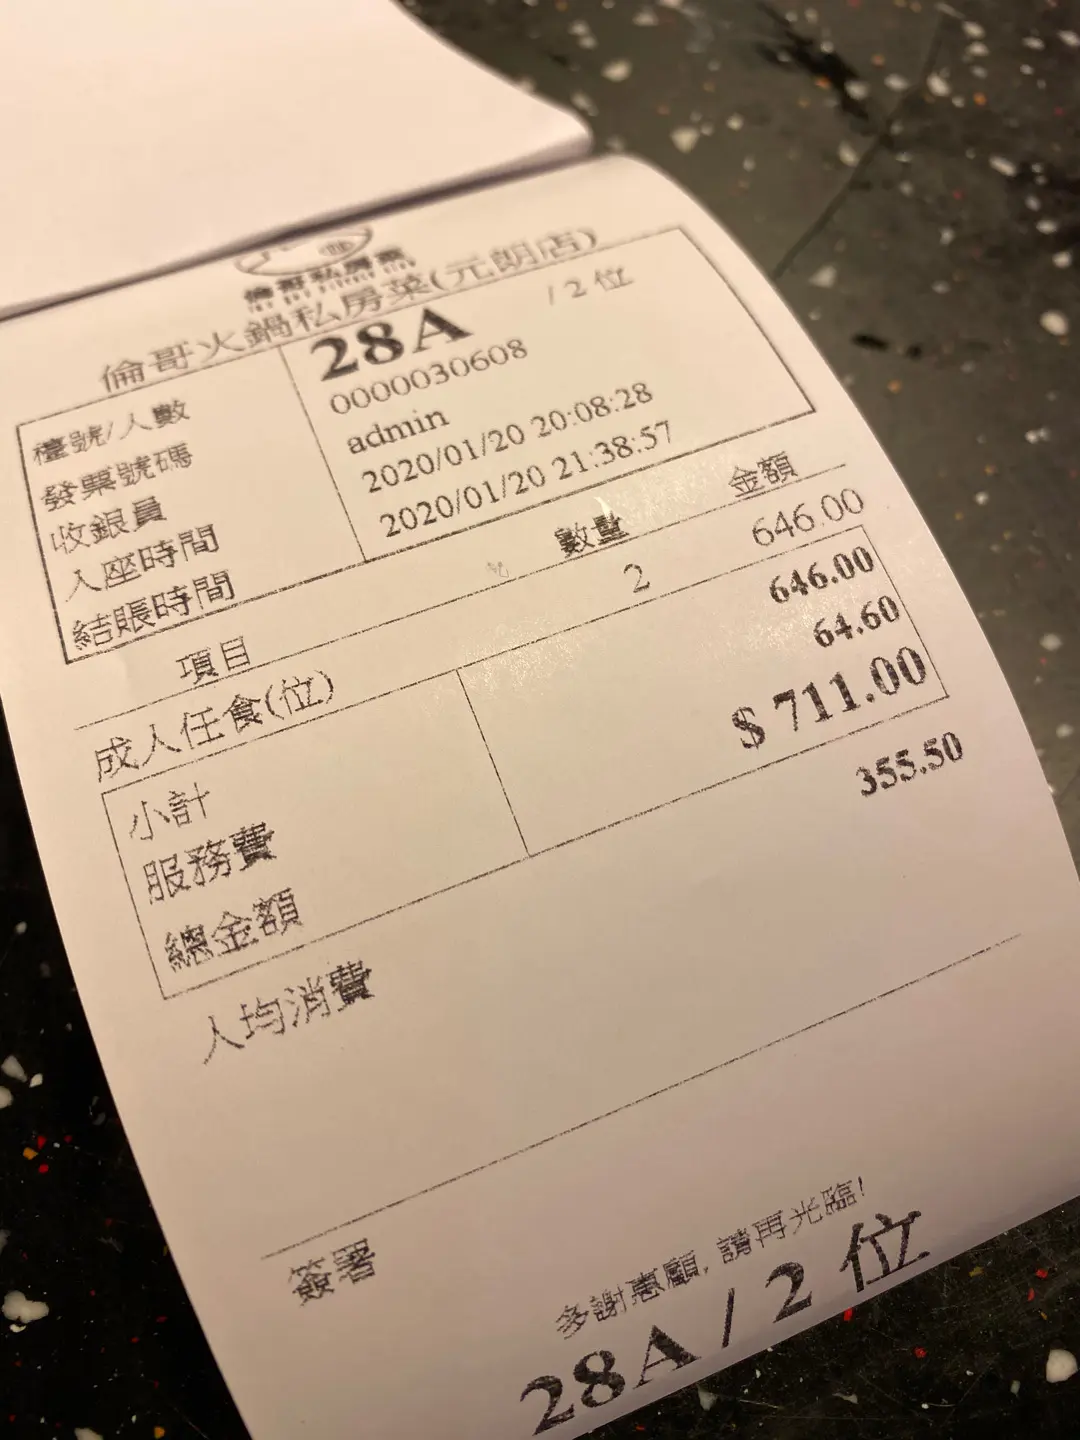 倫哥私房菜
倫哥火鍋私房菜(元朗店)
檯號/人數 28A / 2 位
發票號碼 0000030608
收銀員 admin
入座時間 2020/01/20 20:08:28
結賬時間 2020/01/20 21:38:57
項目 數量 金額
成人任食(位) 2 646.00
小計 646.00
服務費 64.60
總金額 $ 711.00
人均消費 355.50
簽署
多謝惠顧, 請再光臨!
28A / 2 位